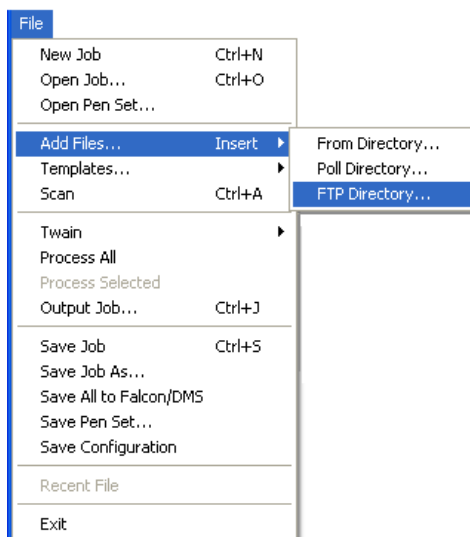 File
New Job Ctrl+N
Open Job... Ctrl+O
Open Pen Set...
Add Files... Insert
From Directory...
Templates...
Poll Directory...
Scan Ctrl+A
FTP Directory...
Twain
Process All
Process Selected
Output Job... Ctrl+J
Save Job Ctrl+S
Save Job As...
Save All to Falcon/DMS
Save Pen Set...
Save Configuration
Recent File
Exit